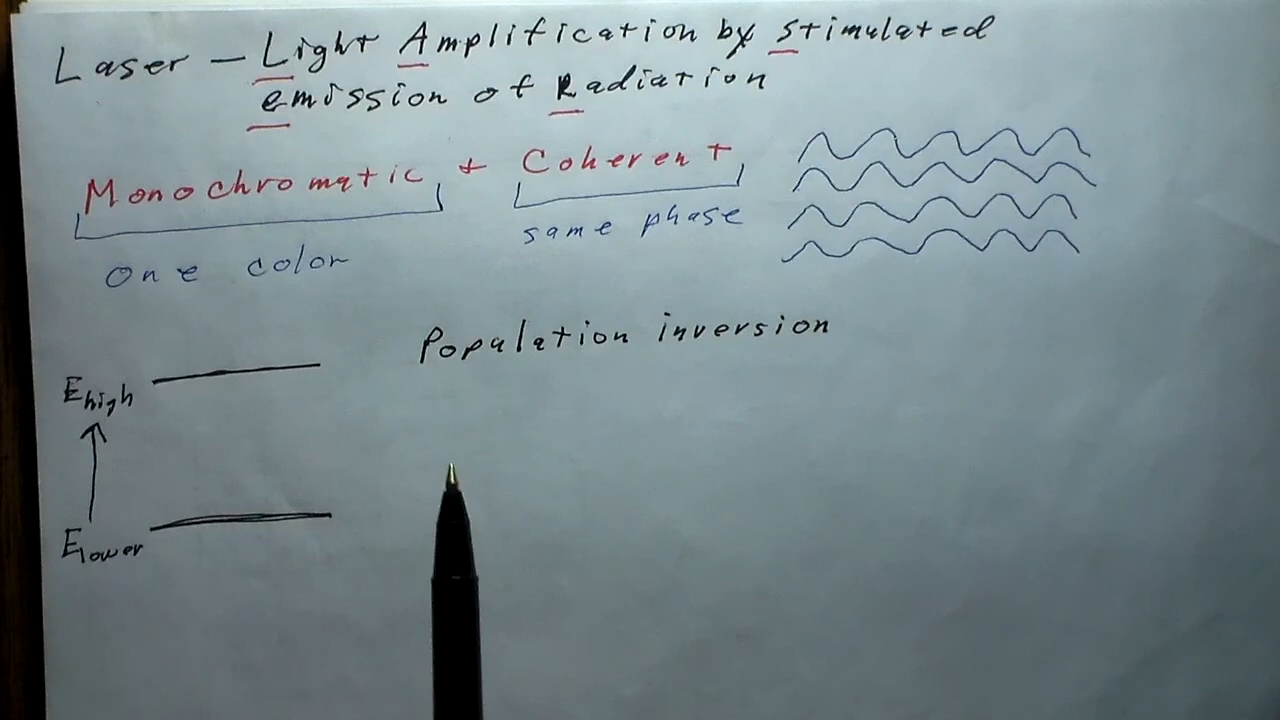 Laser – Light Amplification by Stimulated
emission of Radiation
Monochromatic + Coherent
one color same phase
Population inversion
Ehigh
Elower